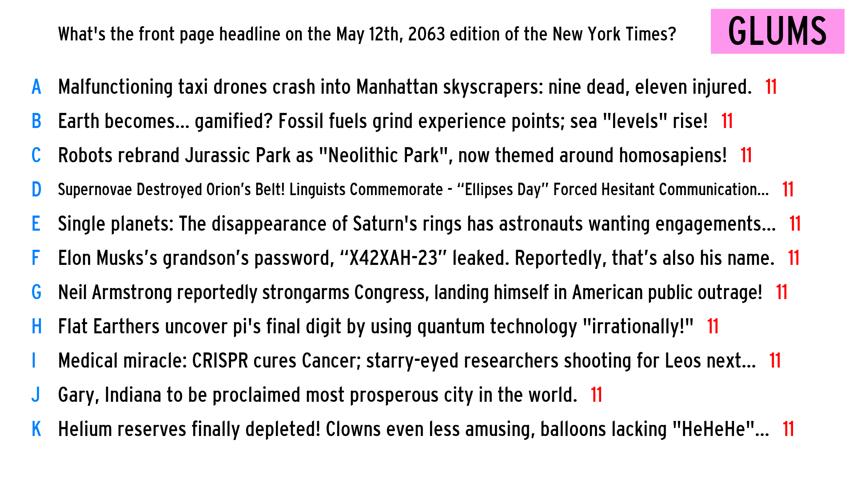 What's the front page headline on the May 12th, 2063 edition of the New York Times?
GLUMS
A Malfunctioning taxi drones crash into Manhattan skyscrapers: nine dead, eleven injured. 11
B Earth becomes... gamified? Fossil fuels grind experience points; sea "levels" rise! 11
C Robots rebrand Jurassic Park as "Neolithic Park", now themed around homosapiens! 11
D Supernovae Destroyed Orion's Belt! Linguists Commemorate - “Ellipses Day” Forced Hesitant Communication... 11
E Single planets: The disappearance of Saturn's rings has astronauts wanting engagements... 11
F Elon Musks’s grandson’s password, “X42XAH-23” leaked. Reportedly, that’s also his name. 11
G Neil Armstrong reportedly strongarms Congress, landing himself in American public outrage! 11
H Flat Earthers uncover pi's final digit by using quantum technology "irrationally!" 11
I Medical miracle: CRISPR cures Cancer; starry-eyed researchers shooting for Leos next... 11
J Gary, Indiana to be proclaimed most prosperous city in the world. 11
K Helium reserves finally depleted! Clowns even less amusing, balloons lacking "HeHeHe"... 11